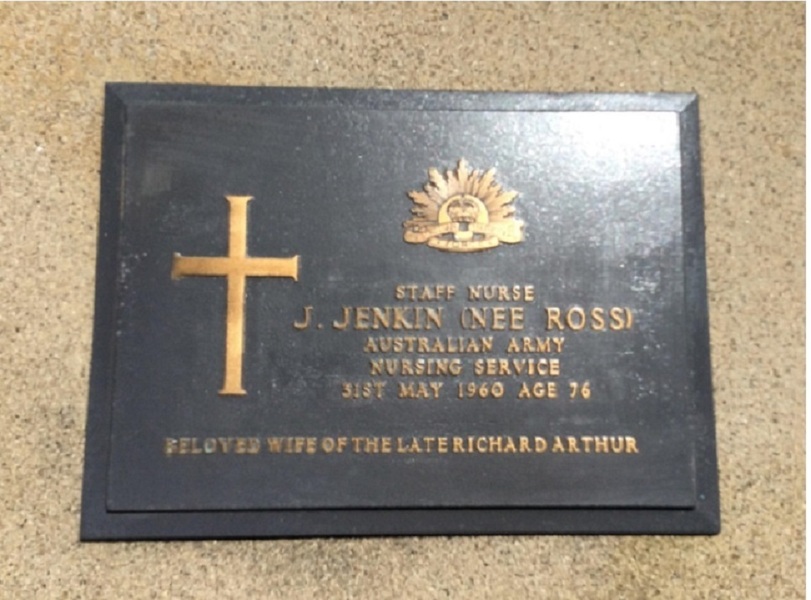 STAFF NURSE
J. JENKIN (NEE ROSS)
AUSTRALIAN ARMY
NURSING SERVICE
31ST MAY 1960 AGE 76
BELOVED WIFE OF THE LATE RICHARD ARTHUR